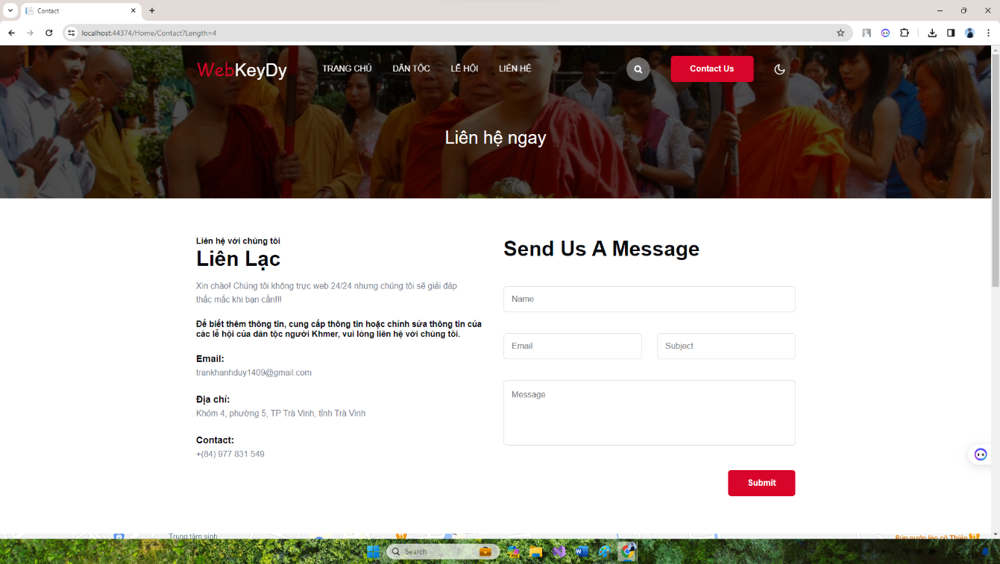 Contact
localhost:44374/Home/Contact?Length=4
WebKeyDy
TRANG CHỦ
DÂN TỘC
LỄ HỘI
LIÊN HỆ
Contact Us
Liên hệ ngay
Liên hệ với chúng tôi
Liên Lạc
Xin chào! Chúng tôi không trực web 24/24 nhưng chúng tôi sẽ giải đáp
thắc mắc khi bạn cần!!!
Để biết thêm thông tin, cung cấp thông tin hoặc chỉnh sửa thông tin của
các lễ hội của dân tộc người Khmer, vui lòng liên hệ với chúng tôi.
Email:
trankhanhduy1409@gmail.com
Địa chỉ:
Khóm 4, phường 5, TP Trà Vinh, tỉnh Trà Vinh
Contact:
+(84) 977 831 549
Send Us A Message
Name
Email
Subject
Message
Submit
Trung tâm sinh
Bún nước lèo cô Thiên
Search
ENG